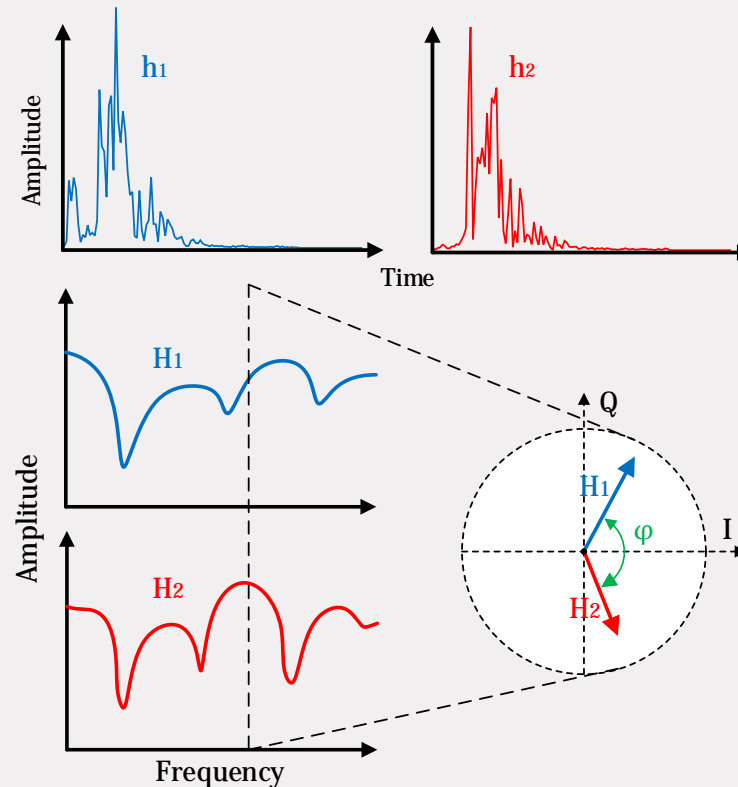 h1
h2
Amplitude
Time
H1
Q
H1
I
φ
H2
H2
Amplitude
Frequency